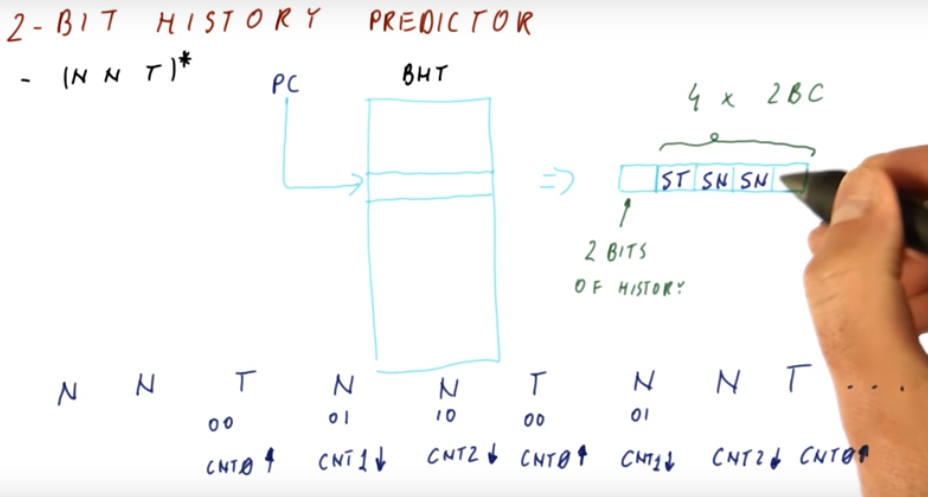 2-BIT HISTORY PREDICTOR
- (N N T)*
PC
BHT
4 x 2BC
⇒
ST SN SN
2 BITS
OF HISTORY
N N T N N T N N T ....
00 01 10 00 01
CNT0↑ CNT1↓ CNT2↓ CNT0↑ CNT1↓ CNT2↓ CNT0↑